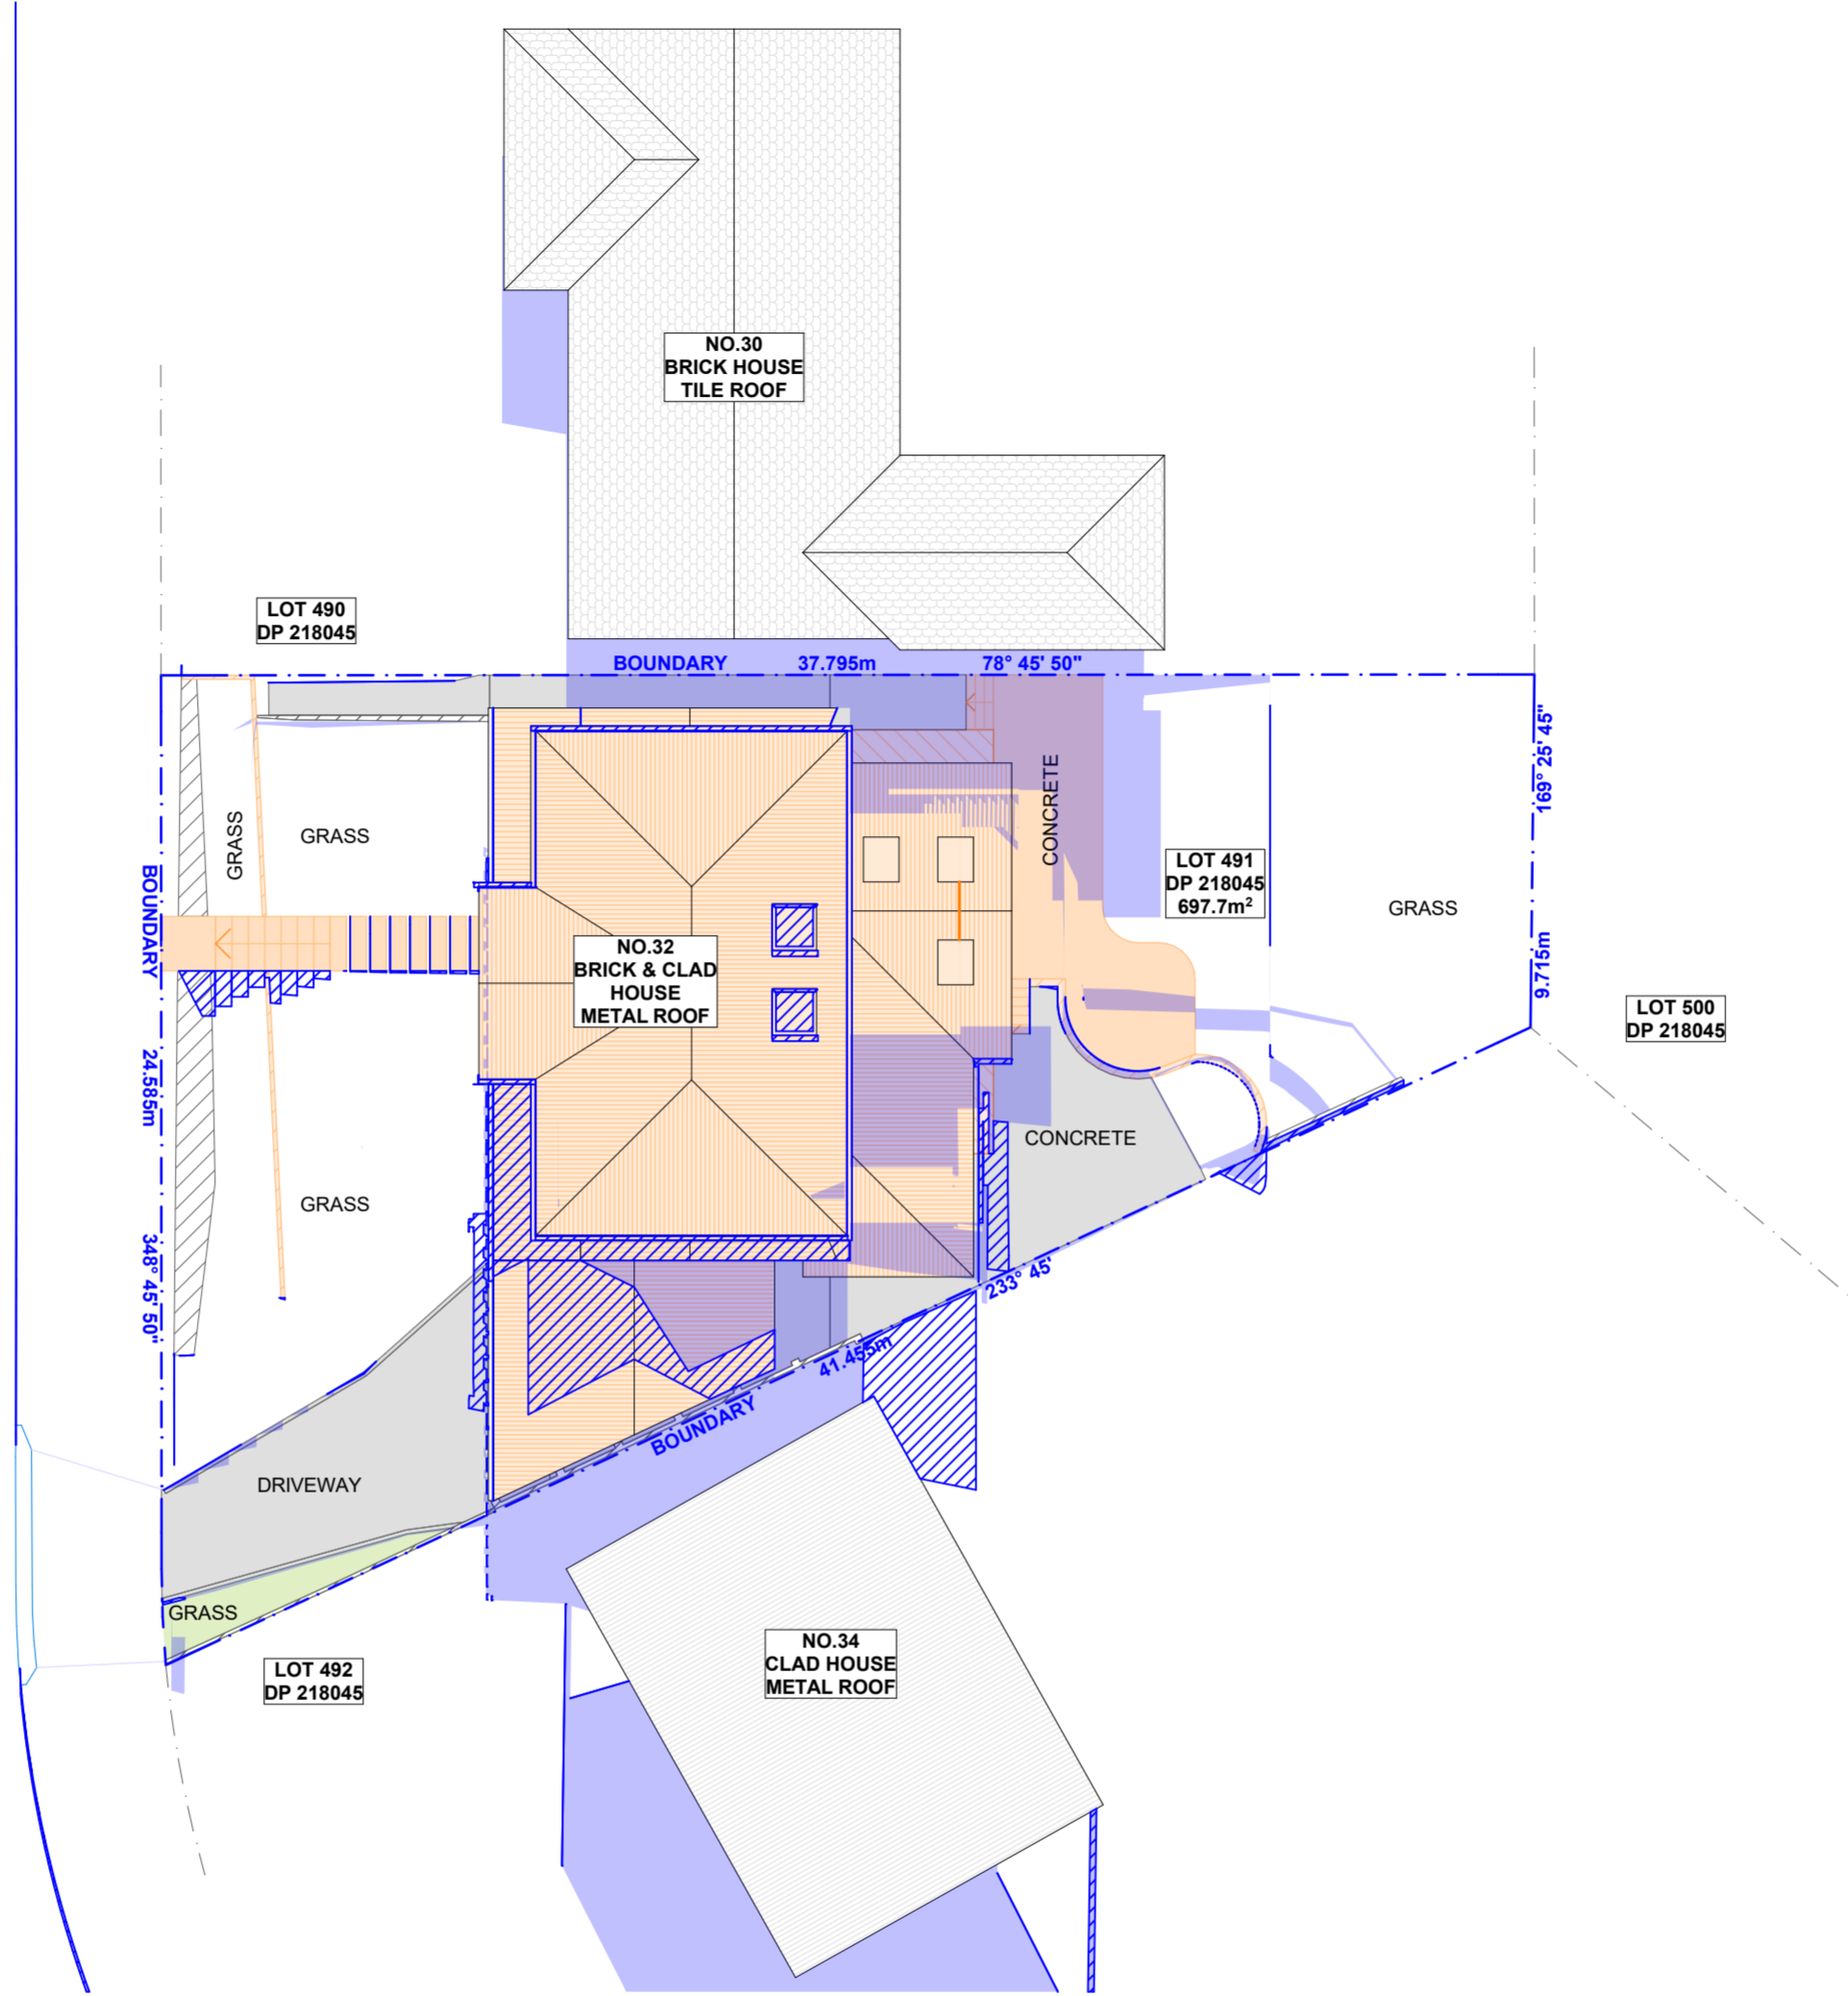 NO.30
BRICK HOUSE
TILE ROOF
LOT 490
DP 218045
BOUNDARY 37.795m 78° 45' 50"
169° 25' 45"
9.715m
CONCRETE
GRASS
GRASS
LOT 491
DP 218045
697.7m²
GRASS
BOUNDARY
24.585m
348° 45' 50"
NO.32
BRICK & CLAD
HOUSE
METAL ROOF
LOT 500
DP 218045
CONCRETE
GRASS
233° 45'
41.455m
BOUNDARY
DRIVEWAY
GRASS
LOT 492
DP 218045
NO.34
CLAD HOUSE
METAL ROOF